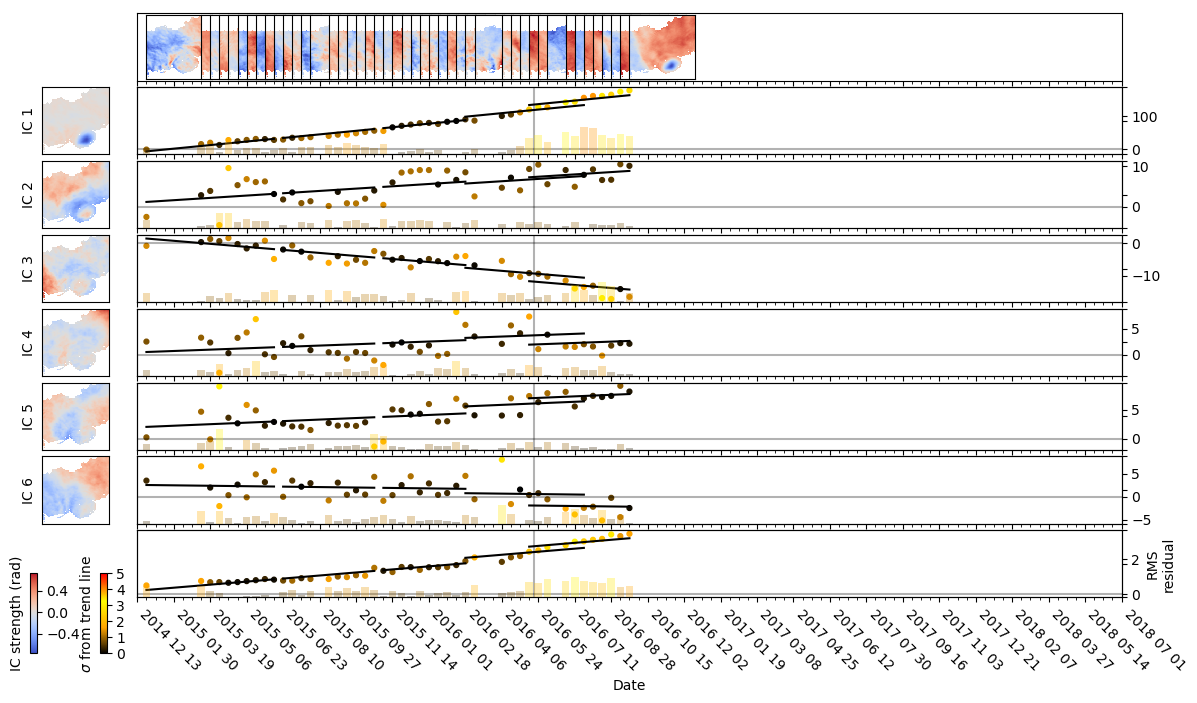 IC 1
100
0
IC 2
10
0
IC 3
0
−10
IC 4
5
0
IC 5
5
0
IC 6
5
0
−5
RMS residual
2
0
IC strength (rad)
0.4
0.0
−0.4
σ from trend line
5
4
3
2
1
0
2014 12 13
2015 01 30
2015 03 19
2015 05 06
2015 06 23
2015 08 10
2015 09 27
2015 11 14
2016 01 01
2016 02 18
2016 04 06
2016 05 24
2016 07 11
2016 08 28
2016 10 15
2016 12 02
2017 01 19
2017 03 08
2017 04 25
2017 06 12
2017 07 30
2017 09 16
2017 11 03
2017 12 21
2018 02 07
2018 03 27
2018 05 14
2018 07 01
Date